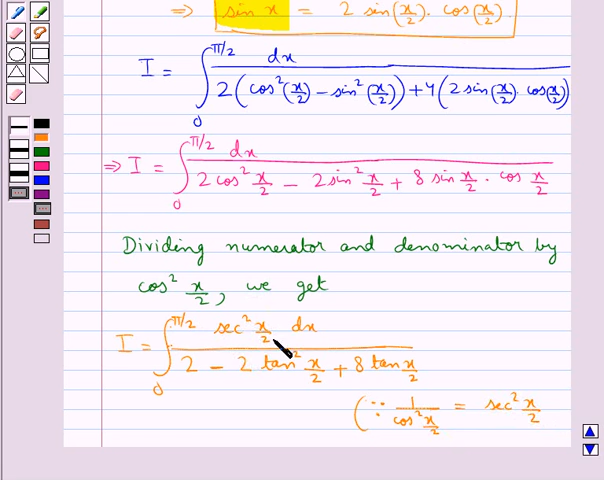 ⇒ sin x = 2 sin(x/2). cos(x/2)
I = ∫₀^π/2 dx / 2(cos²(x/2) - sin²(x/2)) + 4(2 sin(x/2). cos(x/2))
⇒ I = ∫₀^π/2 dx / 2 cos² x/2 - 2 sin² x/2 + 8 sin x/2 . cos x/2
Dividing numerator and denominator by
cos² x/2, we get
I = ∫₀^π/2 sec² x/2 dx / 2 - 2 tan² x/2 + 8 tan x/2
(∵ 1/cos² x/2 = sec² x/2